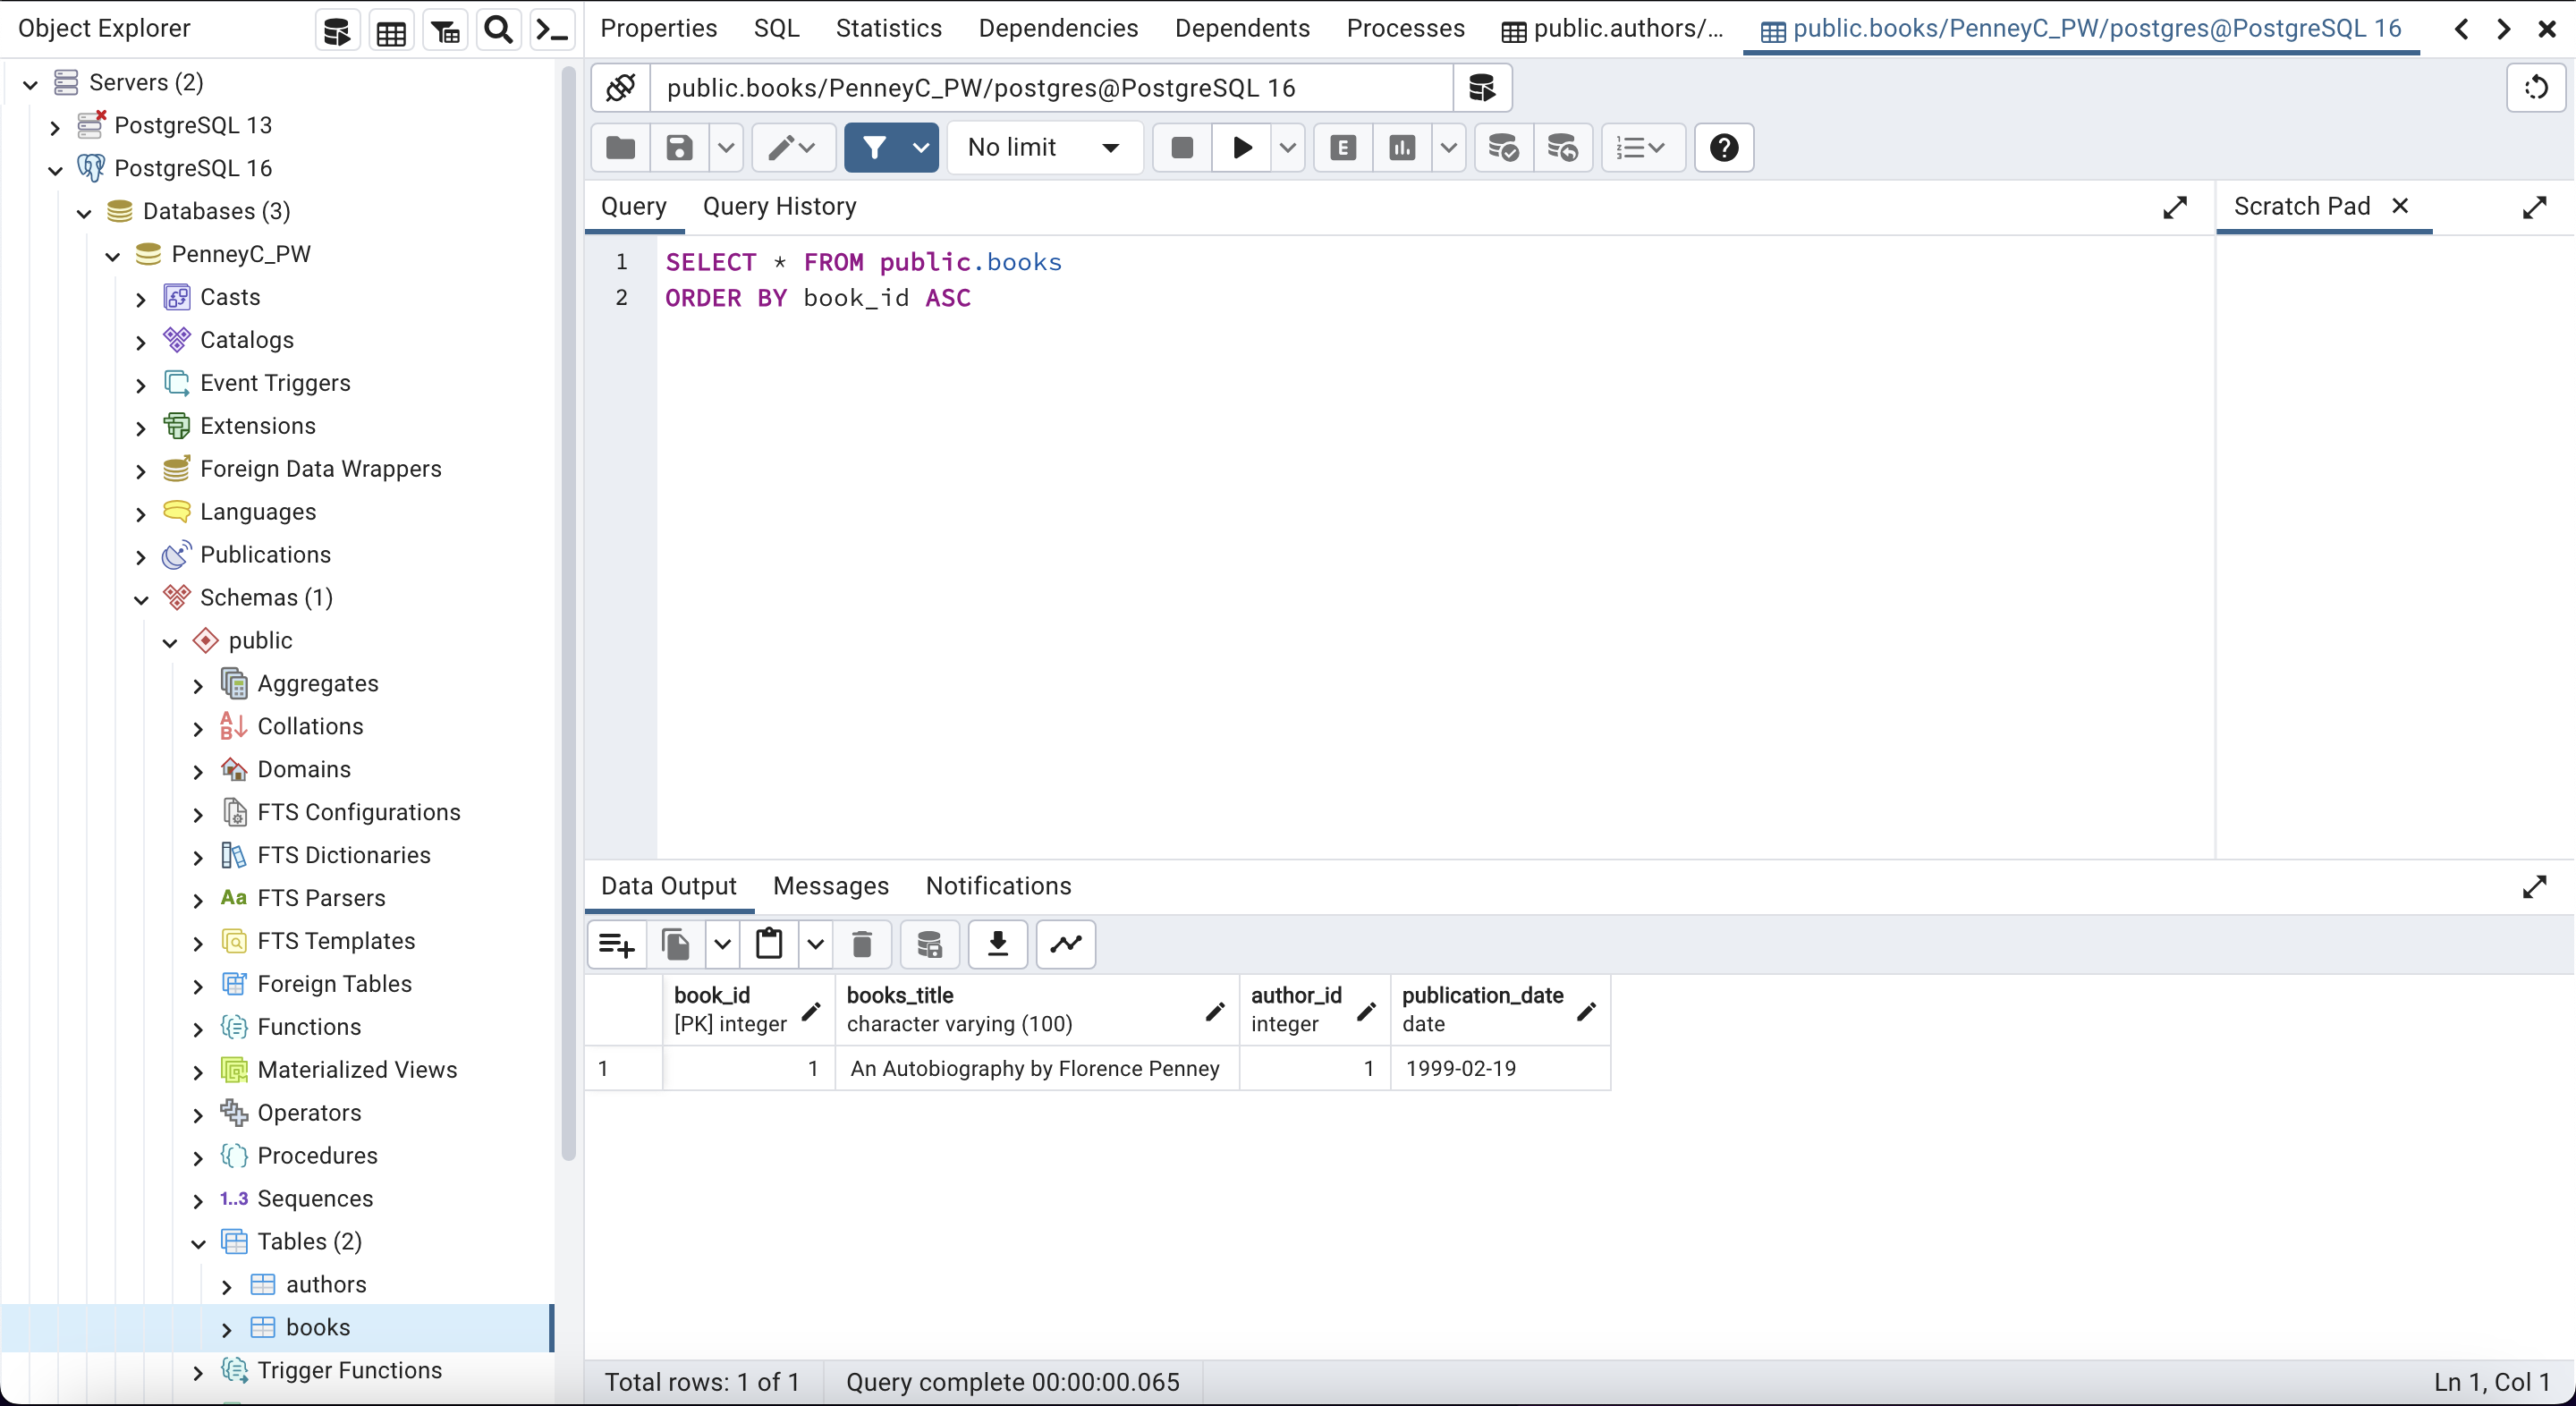 Object Explorer
Servers (2)
PostgreSQL 13
PostgreSQL 16
Databases (3)
PenneyC_PW
Casts
Catalogs
Event Triggers
Extensions
Foreign Data Wrappers
Languages
Publications
Schemas (1)
public
Aggregates
Collations
Domains
FTS Configurations
FTS Dictionaries
Aa FTS Parsers
FTS Templates
Foreign Tables
Functions
Materialized Views
Operators
Procedures
1..3 Sequences
Tables (2)
authors
books
Trigger Functions
Properties SQL Statistics Dependencies Dependents Processes public.authors/... public.books/PenneyC_PW/postgres@PostgreSQL 16
public.books/PenneyC_PW/postgres@PostgreSQL 16
No limit
E
Query Query History
Scratch Pad
1 SELECT * FROM public.books
2 ORDER BY book_id ASC
Data Output Messages Notifications
book_id books_title author_id publication_date
[PK] integer character varying (100) integer date
1 1 An Autobiography by Florence Penney 1 1999-02-19
Total rows: 1 of 1 Query complete 00:00:00.065 Ln 1, Col 1